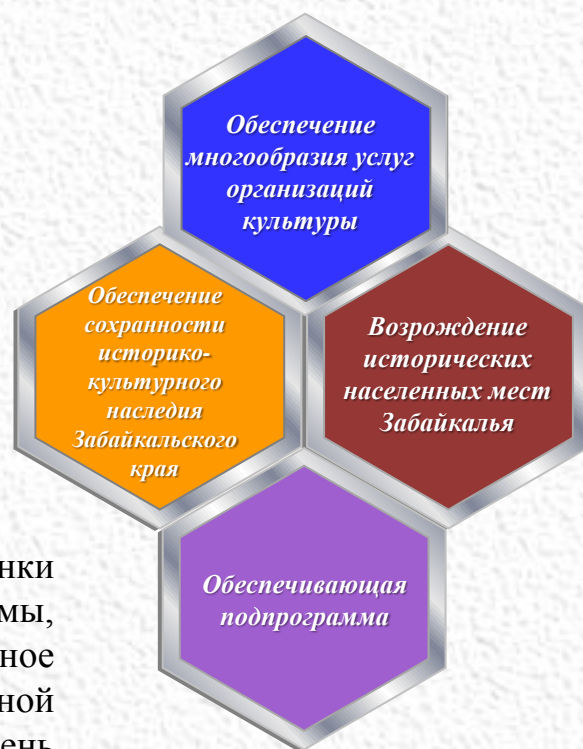 Обеспечение
многообразия услуг
организаций
культуры
Обеспечение
сохранности
историко-
культурного
наследия
Забайкальского
края
Возрождение
исторических
населенных мест
Забайкалья
Обеспечивающая
подпрограмма